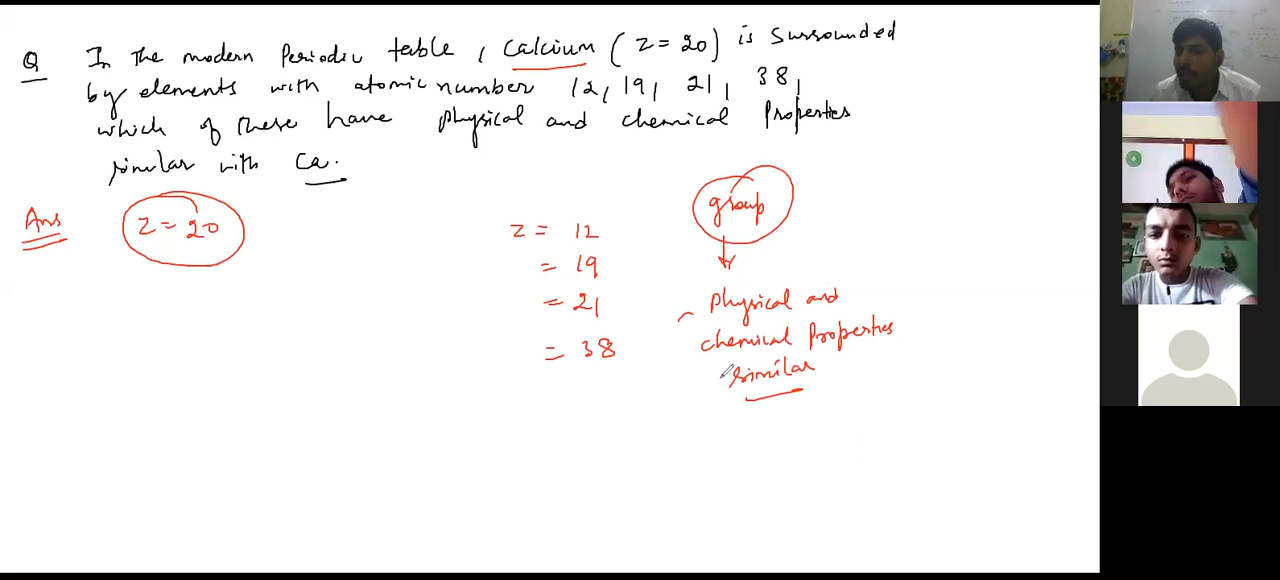 Q In the modern Periodic table, Calcium (Z = 20) is surrounded
by elements with atomic number 12, 19, 21, 38,
which of these have physical and chemical Properties
similar with Ca.
Ans Z = 20
Z = 12
= 19
= 21
= 38
group
Physical and
chemical Properties
similar